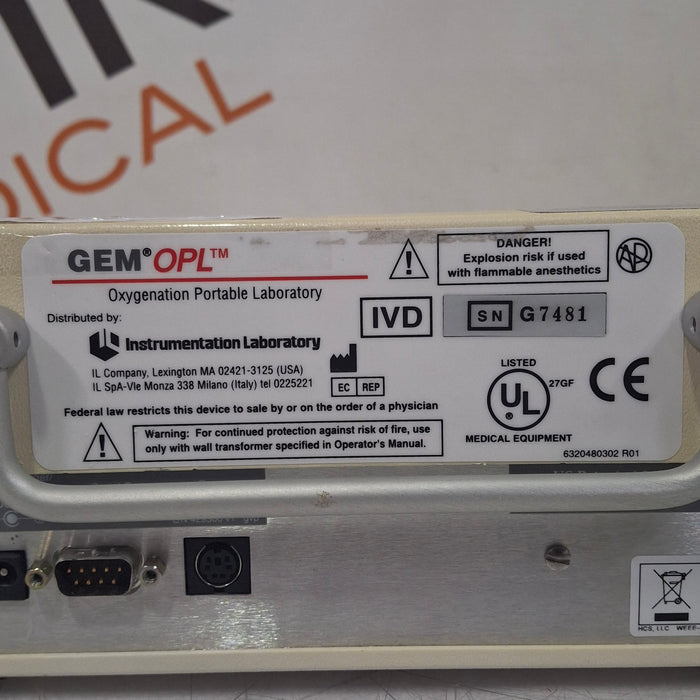 DICAL
GEM® OPL™
Oxygenation Portable Laboratory
DANGER!
Explosion risk if used
with flammable anesthetics
Distributed by:
Instrumentation Laboratory
IL Company, Lexington MA 02421-3125 (USA)
IL SpA-Vle Monza 338 Milano (Italy) tel 0225221
EC REP
IVD
SN G7481
Federal law restricts this device to sale by or on the order of a physician
Warning: For continued protection against risk of fire, use
only with wall transformer specified in Operator's Manual.
LISTED
UL® 27GF
MEDICAL EQUIPMENT
CE
6320480302 R01
HCS, LLC WEEE